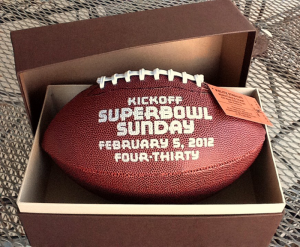 KICKOFF
SUPERBOWL
SUNDAY
FEBRUARY 5, 2012
FOUR-THIRTY